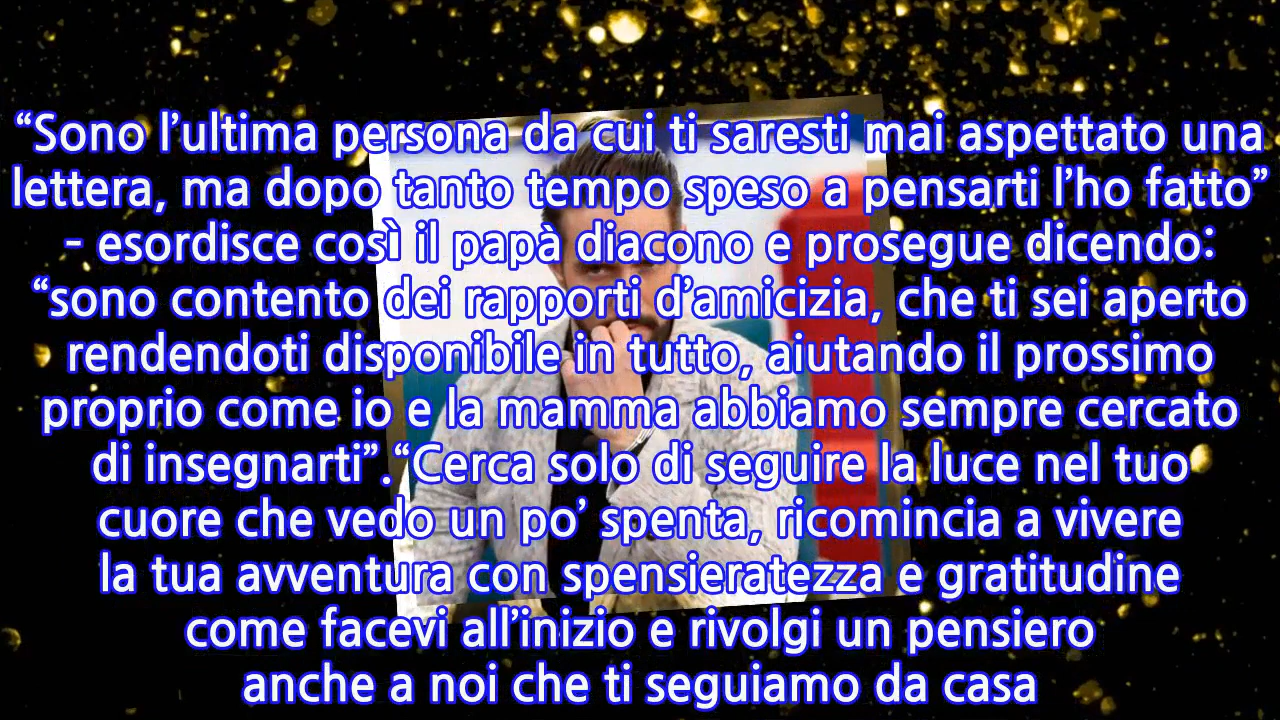 “Sono l’ultima persona da cui ti saresti mai aspettato una
lettera, ma dopo tanto tempo speso a pensarti l’ho fatto”
- esordisce così il papà diacono e prosegue dicendo:
“sono contento dei rapporti d’amicizia, che ti sei aperto
rendendoti disponibile in tutto, aiutando il prossimo
proprio come io e la mamma abbiamo sempre cercato
di insegnarti”.“Cerca solo di seguire la luce nel tuo
cuore che vedo un po’ spenta, ricomincia a vivere
la tua avventura con spensieratezza e gratitudine
come facevi all’inizio e rivolgi un pensiero
anche a noi che ti seguiamo da casa